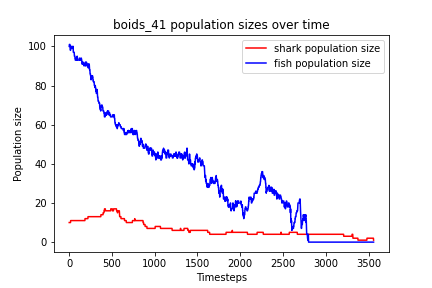 boids_41 population sizes over time
shark population size
fish population size
Population size
100
80
60
40
20
0
0
500
1000
1500
2000
2500
3000
3500
Timesteps